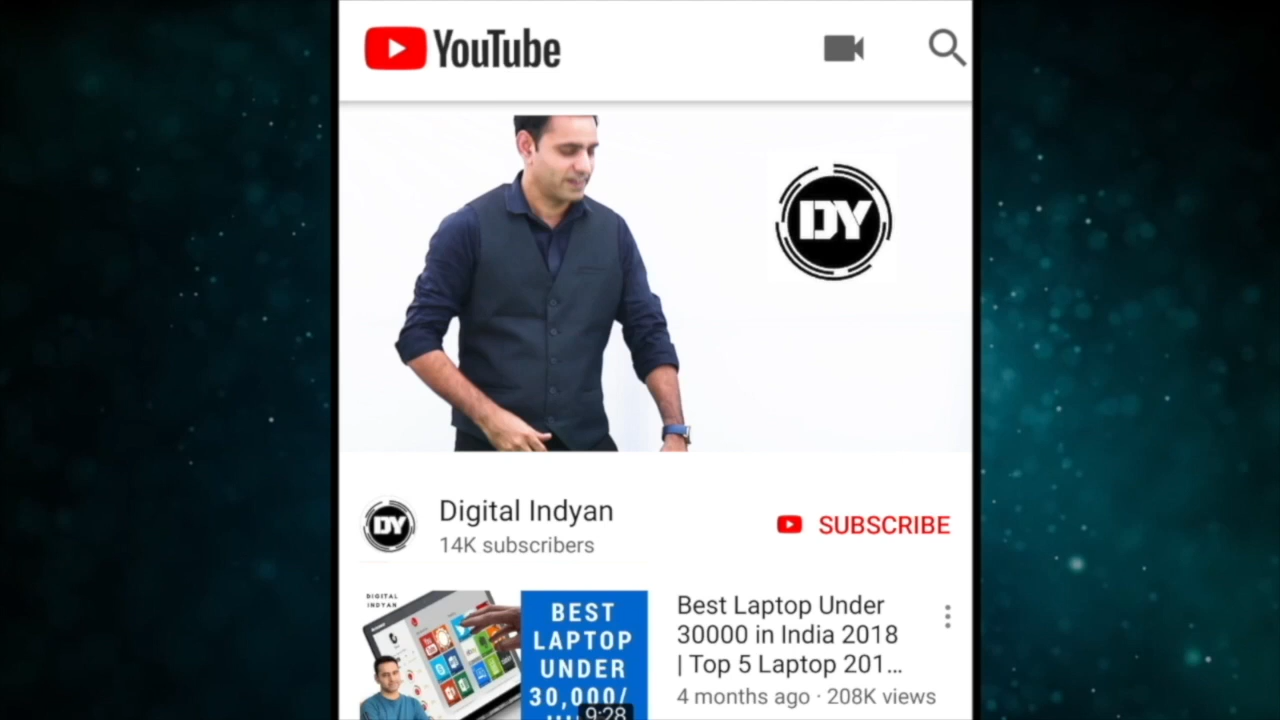 YouTube
DY
DY
Digital Indyan
14K subscribers
SUBSCRIBE
DIGITAL
INDYAN
BEST
LAPTOP
UNDER
30,000/
9:28
Best Laptop Under
30000 in India 2018
| Top 5 Laptop 201...
4 months ago · 208K views